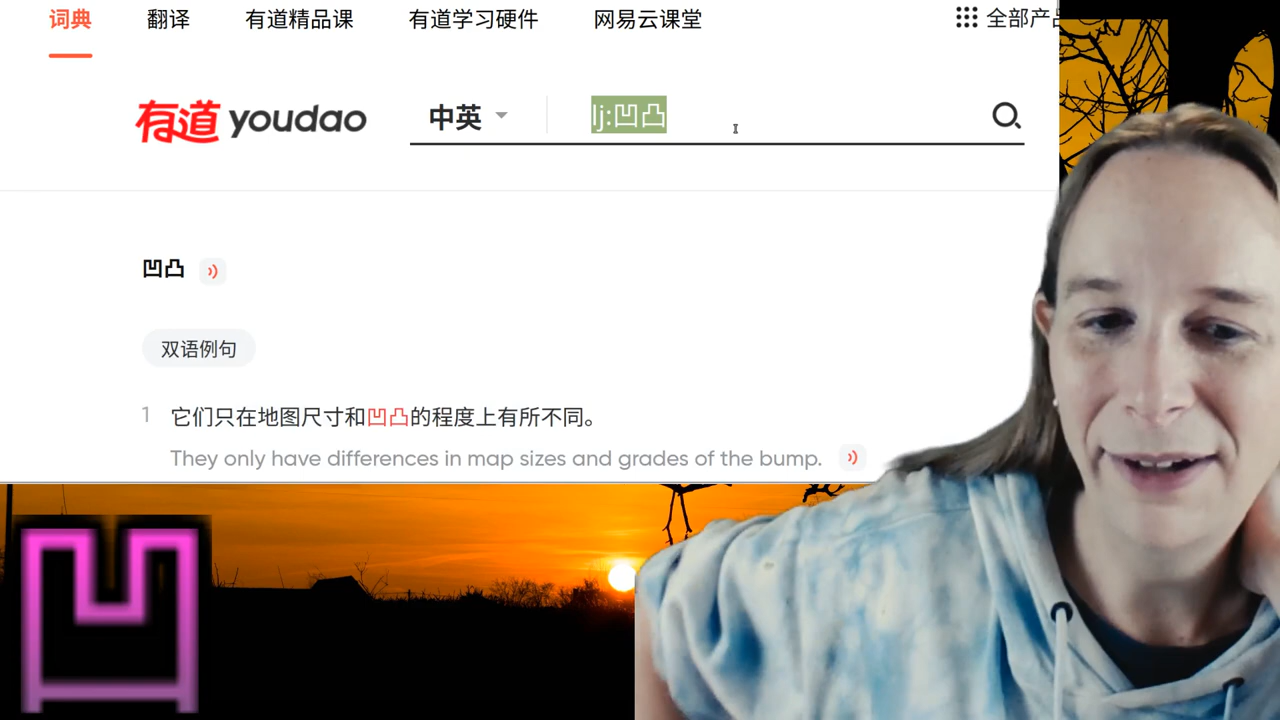 词典 翻译 有道精品课 有道学习硬件 网易云课堂 全部产品
有道 youdao 中英 lj:凹凸
凹凸
双语例句
1 它们只在地图尺寸和凹凸的程度上有所不同。
They only have differences in map sizes and grades of the bump.
凹